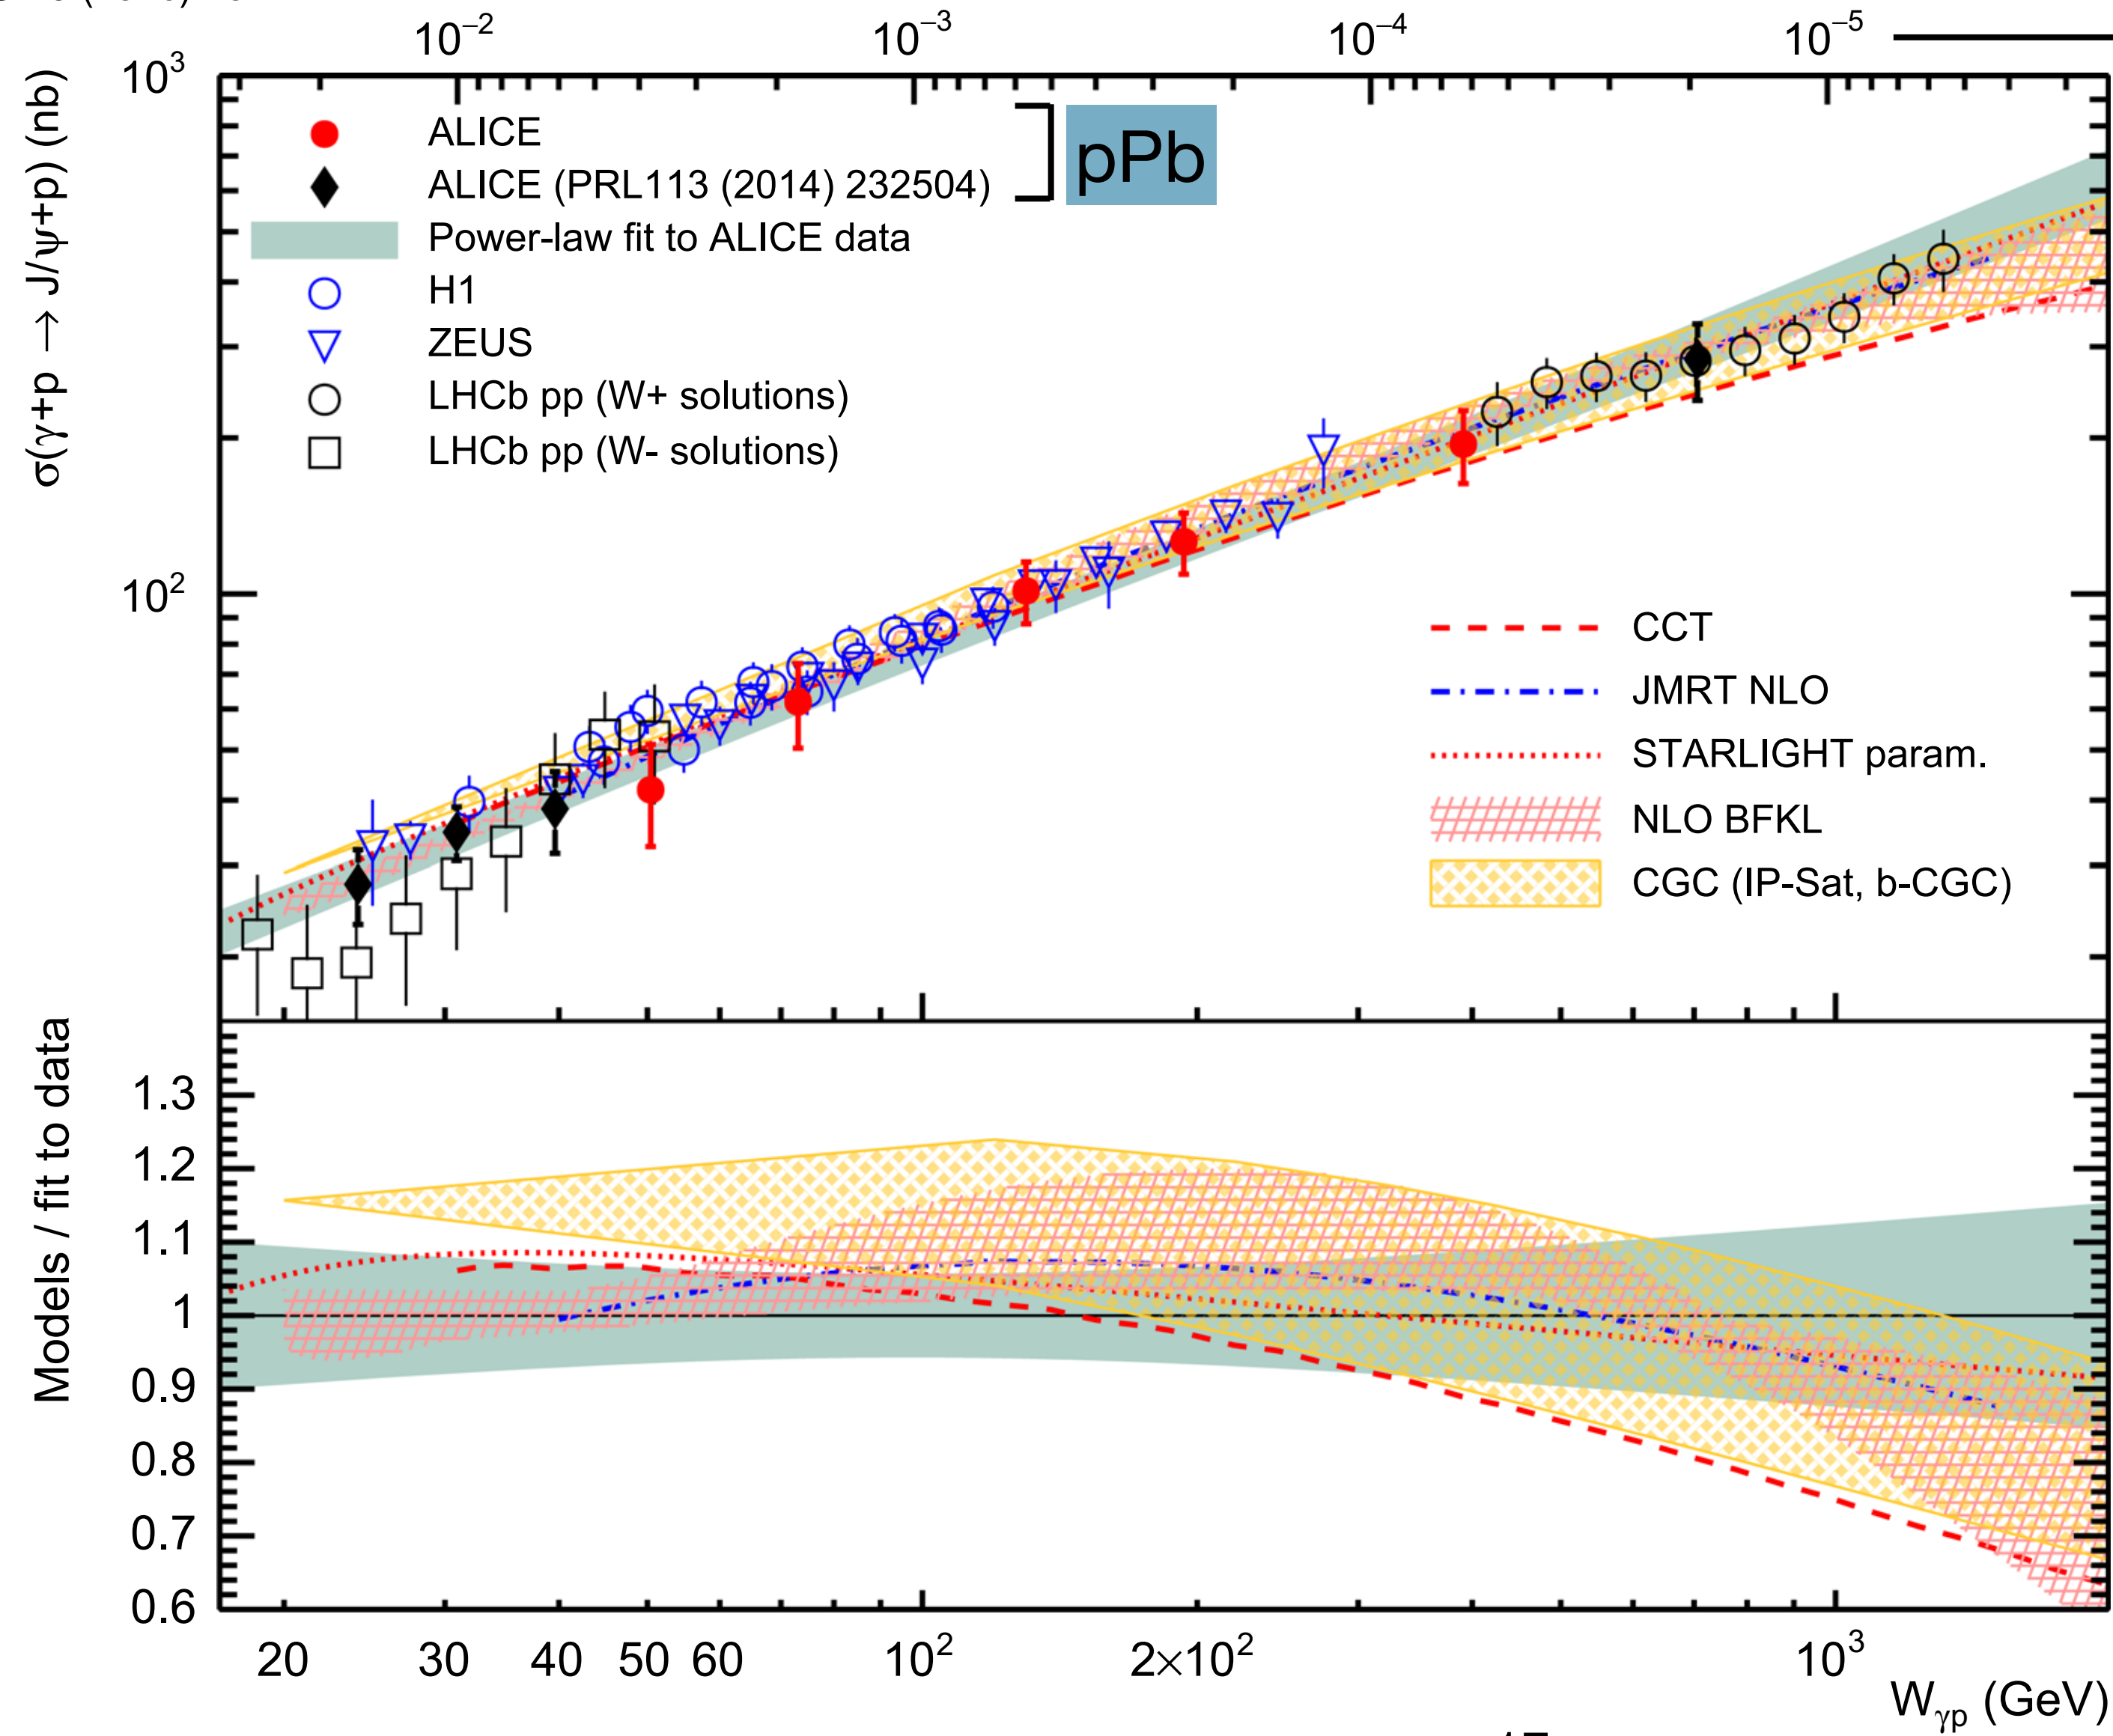 10⁻² 10⁻³ 10⁻⁴ 10⁻⁵
σ(γ+p → J/ψ+p) (nb)
10³
10²
ALICE
ALICE (PRL113 (2014) 232504)
pPb
Power-law fit to ALICE data
H1
ZEUS
LHCb pp (W+ solutions)
LHCb pp (W- solutions)
CCT
JMRT NLO
STARLIGHT param.
NLO BFKL
CGC (IP-Sat, b-CGC)
Models / fit to data
1.3
1.2
1.1
1
0.9
0.8
0.7
0.6
20 30 40 50 60 10² 2×10² 10³
Wγp (GeV)